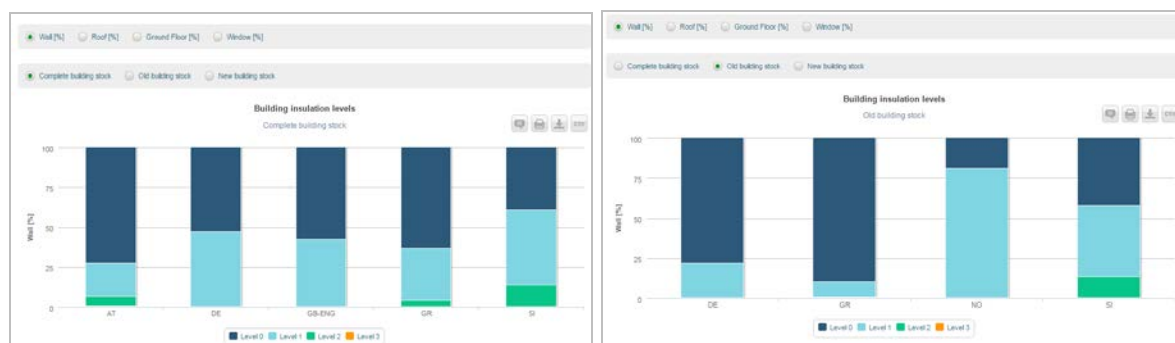 Wall [%] Roof [%] Ground Floor [%] Window [%]
Complete building stock Old building stock New building stock
Building insulation levels
Complete building stock
CSV
100
75
50
25
0
Wall [%]
AT DE GB-ENG GR SI
Level 0 Level 1 Level 2 Level 3
Wall [%] Roof [%] Ground Floor [%] Window [%]
Complete building stock Old building stock New building stock
Building insulation levels
Old building stock
CSV
100
75
50
25
0
Wall [%]
DE GR NO SI
Level 0 Level 1 Level 2 Level 3